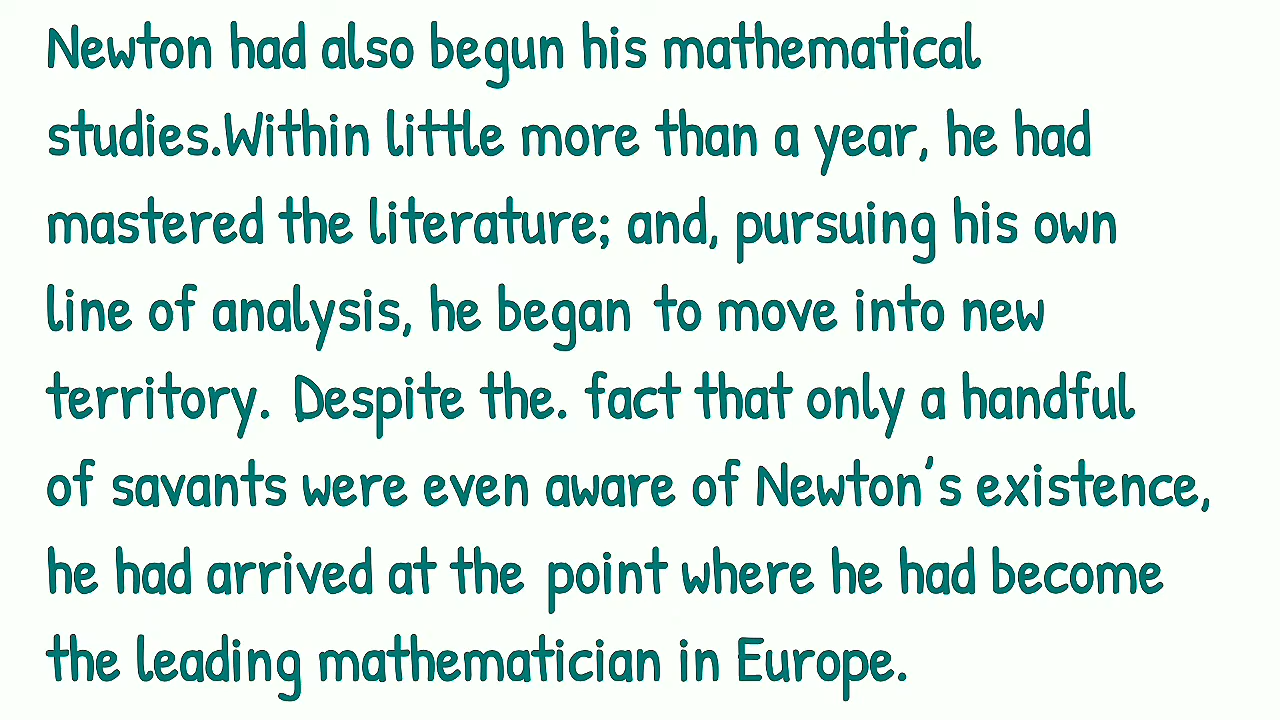 Newton had also begun his mathematical
studies.Within little more than a year, he had
mastered the literature; and, pursuing his own
line of analysis, he began to move into new
territory. Despite the. fact that only a handful
of savants were even aware of Newton's existence,
he had arrived at the point where he had become
the leading mathematician in Europe.